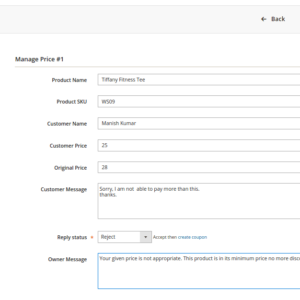 ← Back
Manage Price #1
Product Name Tiffany Fitness Tee
Product SKU WS09
Customer Name Manish Kumar
Customer Price 25
Original Price 28
Customer Message Sorry, I am not able to pay more than this.
thanks.
Reply status * Reject Accept then create coupon
Owner Message Your given price is not appropriate. This product is in its minimum price no more disc